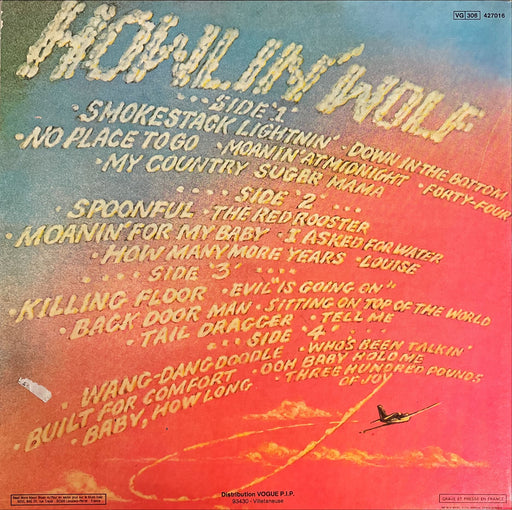 VG 308 427016
HOWLIN' WOLF
...SIDE 1...
SMOKESTACK LIGHTNIN' · DOWN IN THE BOTTOM
· NO PLACE TO GO · MOANIN' AT MIDNIGHT · FORTY-FOUR
· MY COUNTRY SUGER MAMA
.... SIDE "2" ....
· SPOONFUL · THE RED ROOSTER
· MOANIN' FOR MY BABY · I ASKED FOR WATER
· HOW MANY MORE YEARS · LOUISE
.... SIDE "3" ....
· KILLING FLOOR · EVIL "IS GOING ON"
· BACK DOOR MAN · SITTING ON TOP OF THE WORLD
· TAIL DRAGGER · TELL ME
.... SIDE "4" ....
· WANG-DANG DOODLE · WHO'S BEEN TALKIN'
· BUILT FOR COMFORT · OOH BABY HOLD ME
· BABY, HOW LONG · THREE HUNDRED POUNDS
OF JOY
Distribution VOGUE P.I.P.
93430 - Villetaneuse
GRAVÉ ET PRESSÉ EN FRANCE